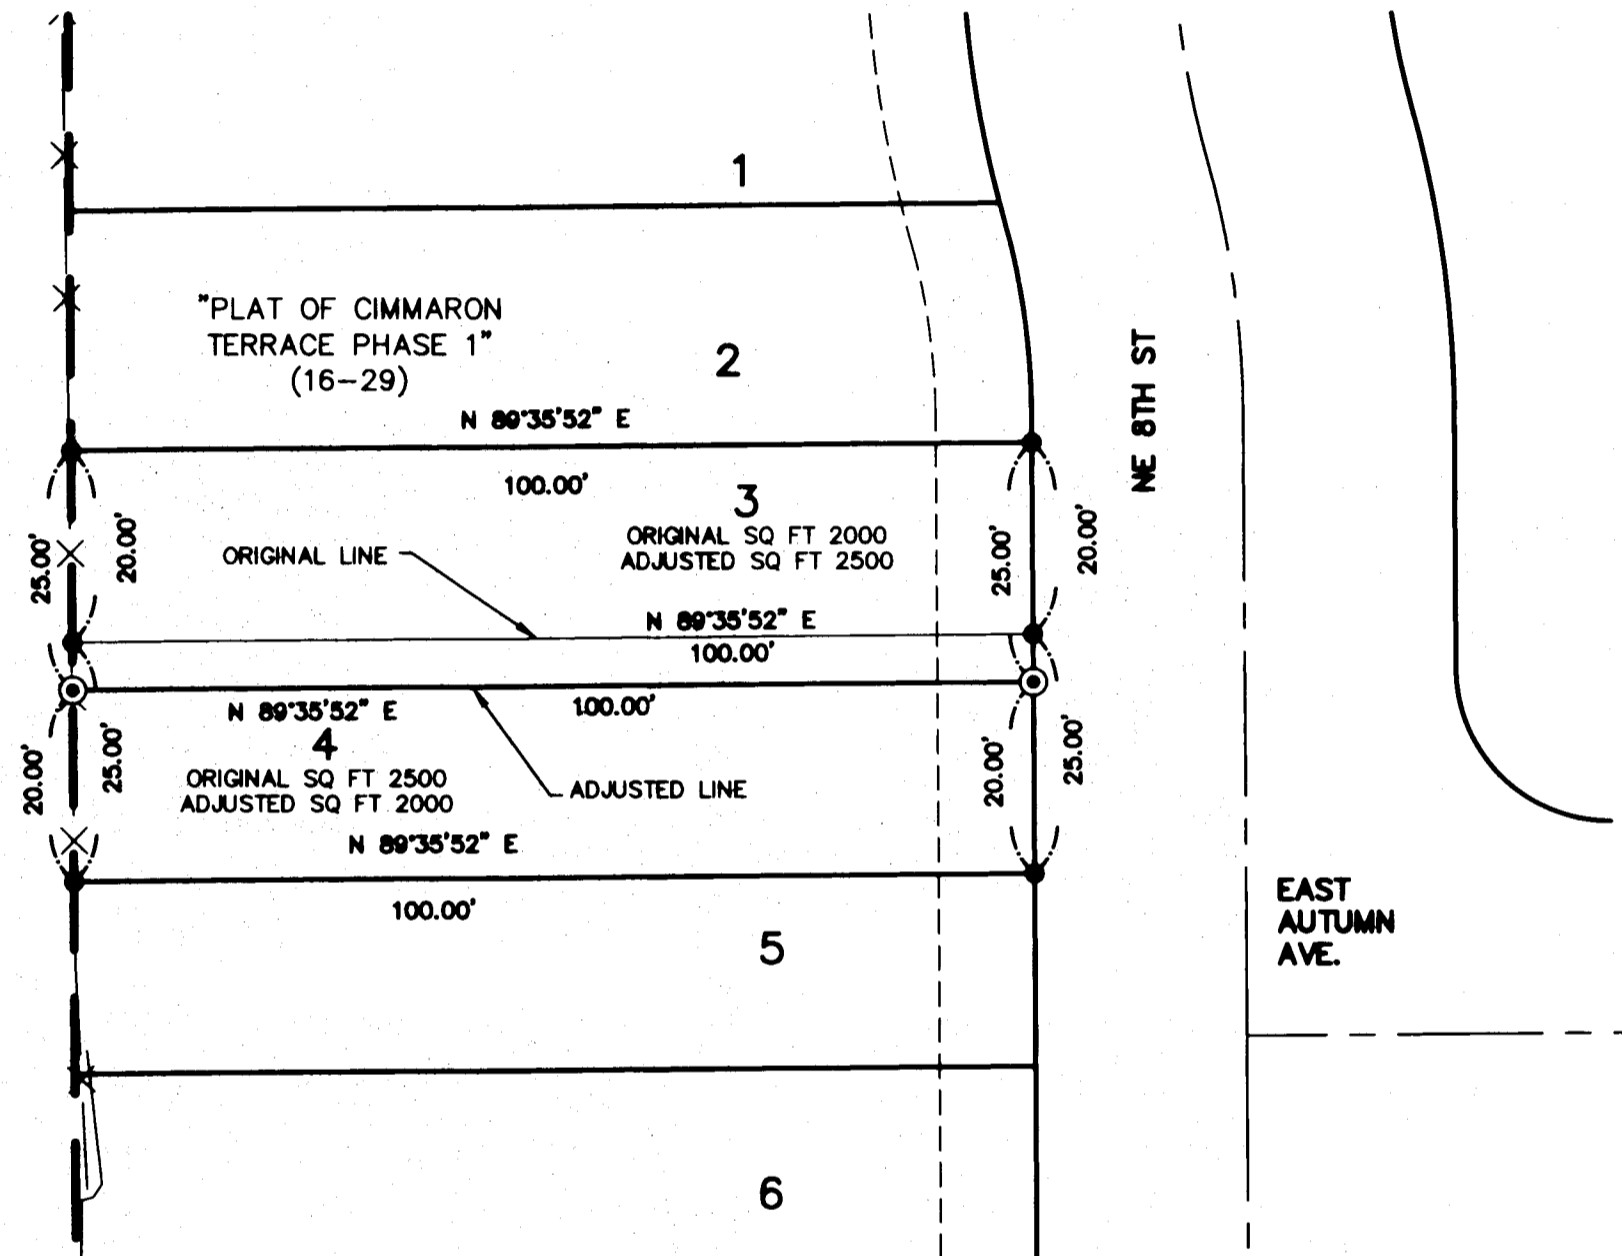 1
"PLAT OF CIMMARON
TERRACE PHASE 1"
(16-29)
2
NE 8TH ST
N 89°35'52" E
100.00'
3
ORIGINAL SQ FT 2000
ADJUSTED SQ FT 2500
25.00'
20.00'
ORIGINAL LINE
25.00'
20.00'
N 89°35'52" E
100.00'
N 89°35'52" E
100.00'
4
ORIGINAL SQ FT 2500
ADJUSTED SQ FT 2000
20.00'
25.00'
ADJUSTED LINE
20.00'
25.00'
N 89°35'52" E
100.00'
5
EAST
AUTUMN
AVE.
6